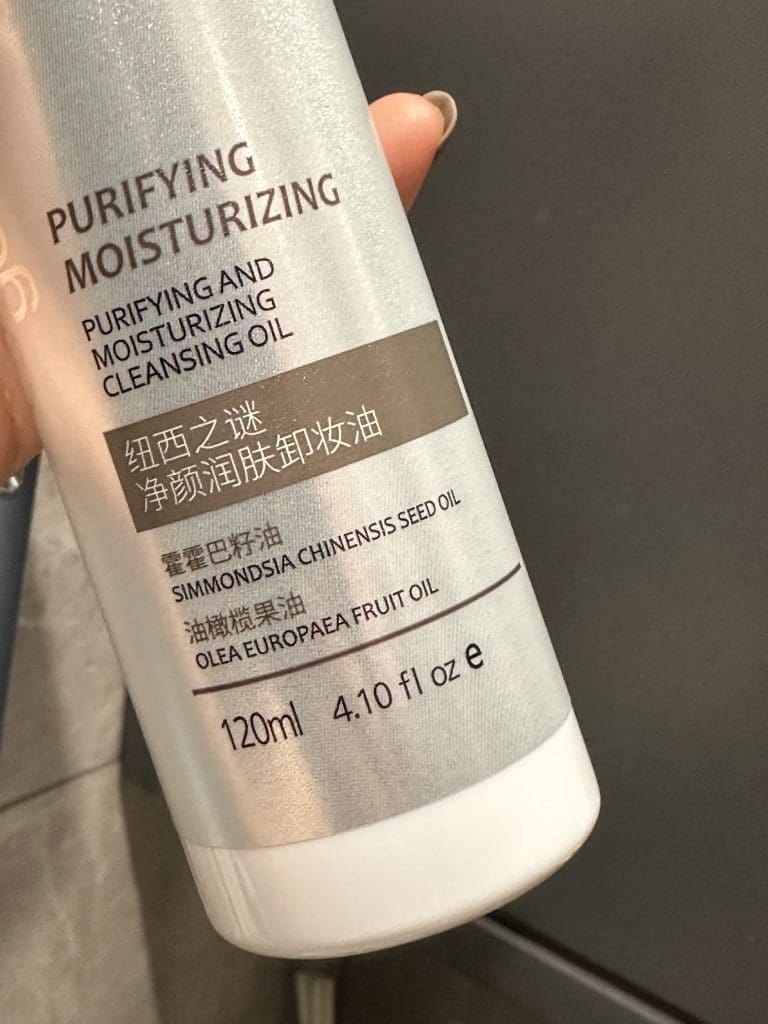 PURIFYING
MOISTURIZING
PURIFYING AND
MOISTURIZING
CLEANSING OIL
纽西之谜
净颜润肤卸妆油
霍霍巴籽油
SIMMONDSIA CHINENSIS SEED OIL
油橄榄果油
OLEA EUROPAEA FRUIT OIL
120ml 4.10 fl oz e